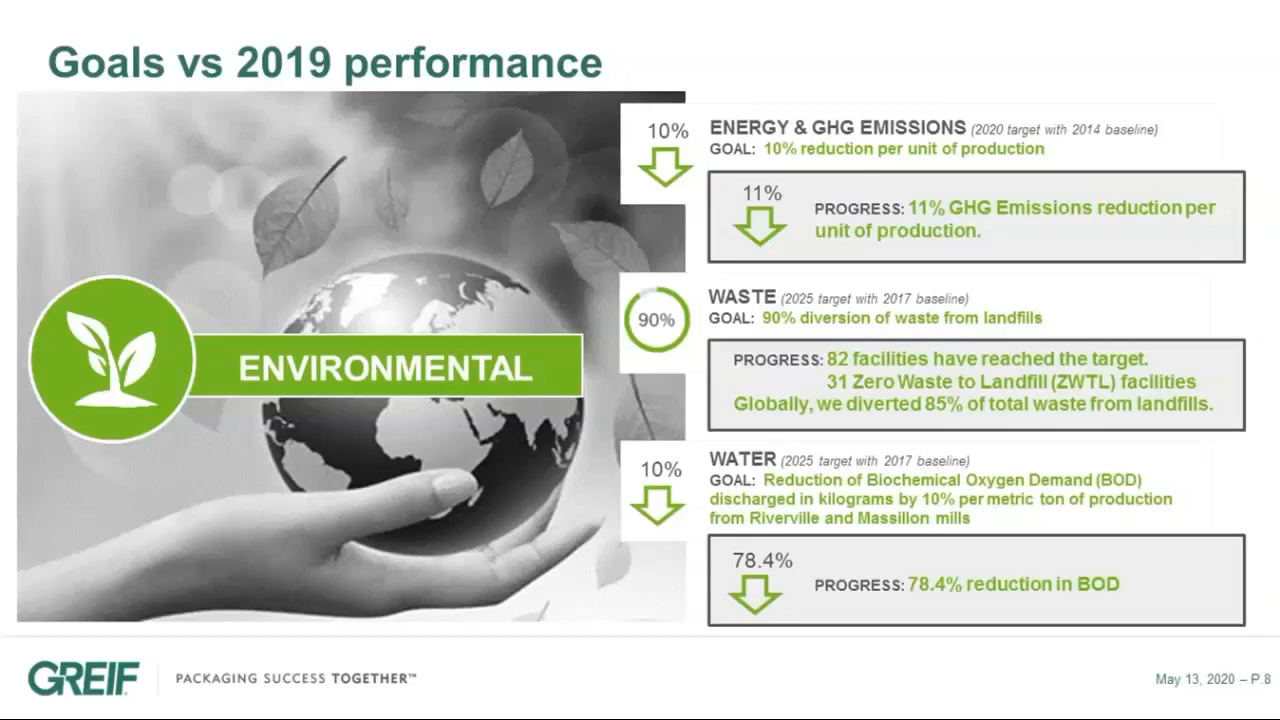 Goals vs 2019 performance
10%
ENERGY & GHG EMISSIONS (2020 target with 2014 baseline)
GOAL: 10% reduction per unit of production
11%
PROGRESS: 11% GHG Emissions reduction per
unit of production.
90%
WASTE (2025 target with 2017 baseline)
GOAL: 90% diversion of waste from landfills
PROGRESS: 82 facilities have reached the target.
31 Zero Waste to Landfill (ZWTL) facilities
Globally, we diverted 85% of total waste from landfills.
ENVIRONMENTAL
10%
WATER (2025 target with 2017 baseline)
GOAL: Reduction of Biochemical Oxygen Demand (BOD)
discharged in kilograms by 10% per metric ton of production
from Riverville and Massillon mills
78.4%
PROGRESS: 78.4% reduction in BOD
GREIF
PACKAGING SUCCESS TOGETHER™
May 13, 2020 – P.8